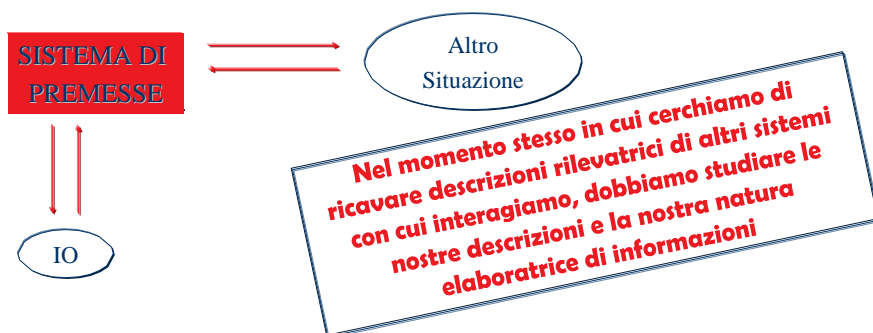 SISTEMA DI
PREMESSE
Altro
Situazione
Nel momento stesso in cui cerchiamo di
ricavare descrizioni rilevatrici di altri sistemi
con cui interagiamo, dobbiamo studiare le
nostre descrizioni e la nostra natura
elaboratrice di informazioni
IO